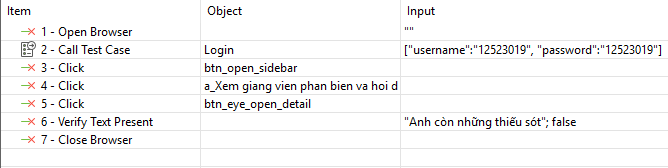 Item Object Input
1 - Open Browser ""
2 - Call Test Case Login ["username":"12523019", "password":"12523019"]
3 - Click btn_open_sidebar
4 - Click a_Xem giang vien phan bien va hoi d
5 - Click btn_eye_open_detail
6 - Verify Text Present "Anh còn những thiếu sót"; false
7 - Close Browser